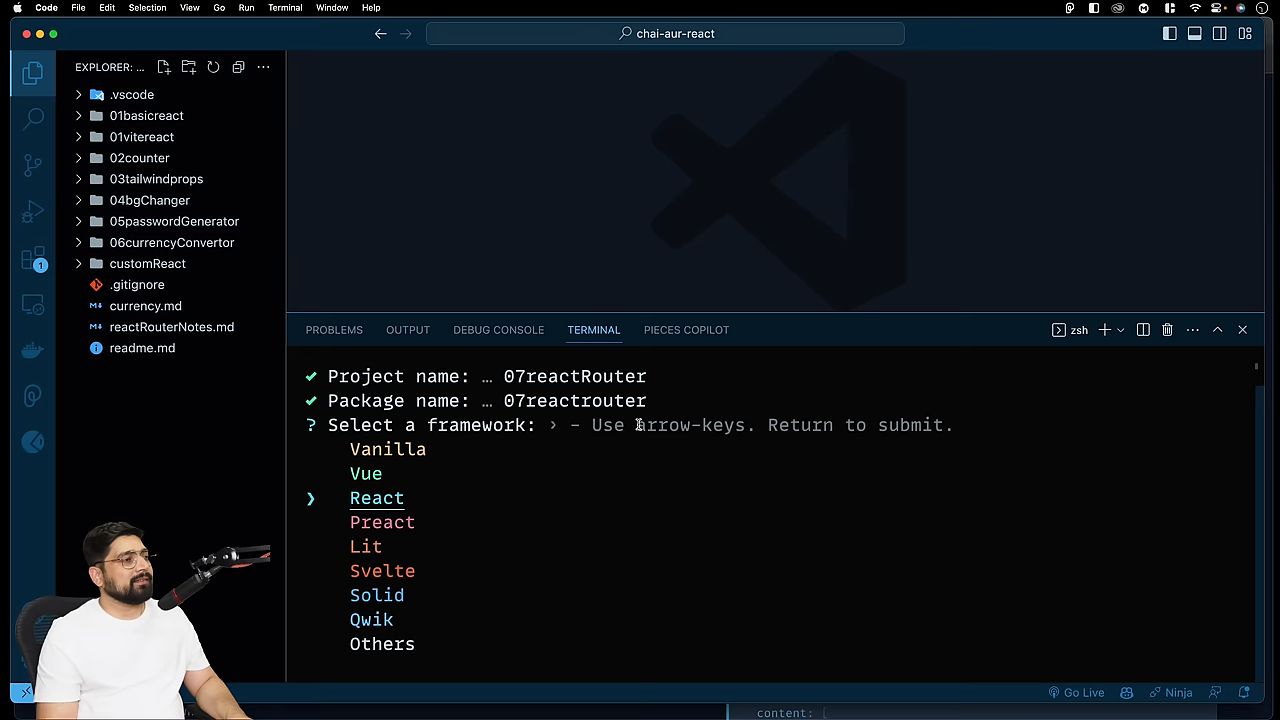 Code File Edit Selection View Go Run Terminal Window Help
chai-aur-react
EXPLORER: ...
.vscode
01basicreact
01vitereact
02counter
03tailwindprops
04bgChanger
05passwordGenerator
06currencyConvertor
customReact
.gitignore
currency.md
reactRouterNotes.md
readme.md
1
PROBLEMS OUTPUT DEBUG CONSOLE TERMINAL PIECES COPILOT
zsh
✔ Project name: … 07reactRouter
✔ Package name: … 07reactrouter
? Select a framework: › - Use arrow-keys. Return to submit.
Vanilla
Vue
❯ React
Preact
Lit
Svelte
Solid
Qwik
Others
Go Live Ninja
content: [